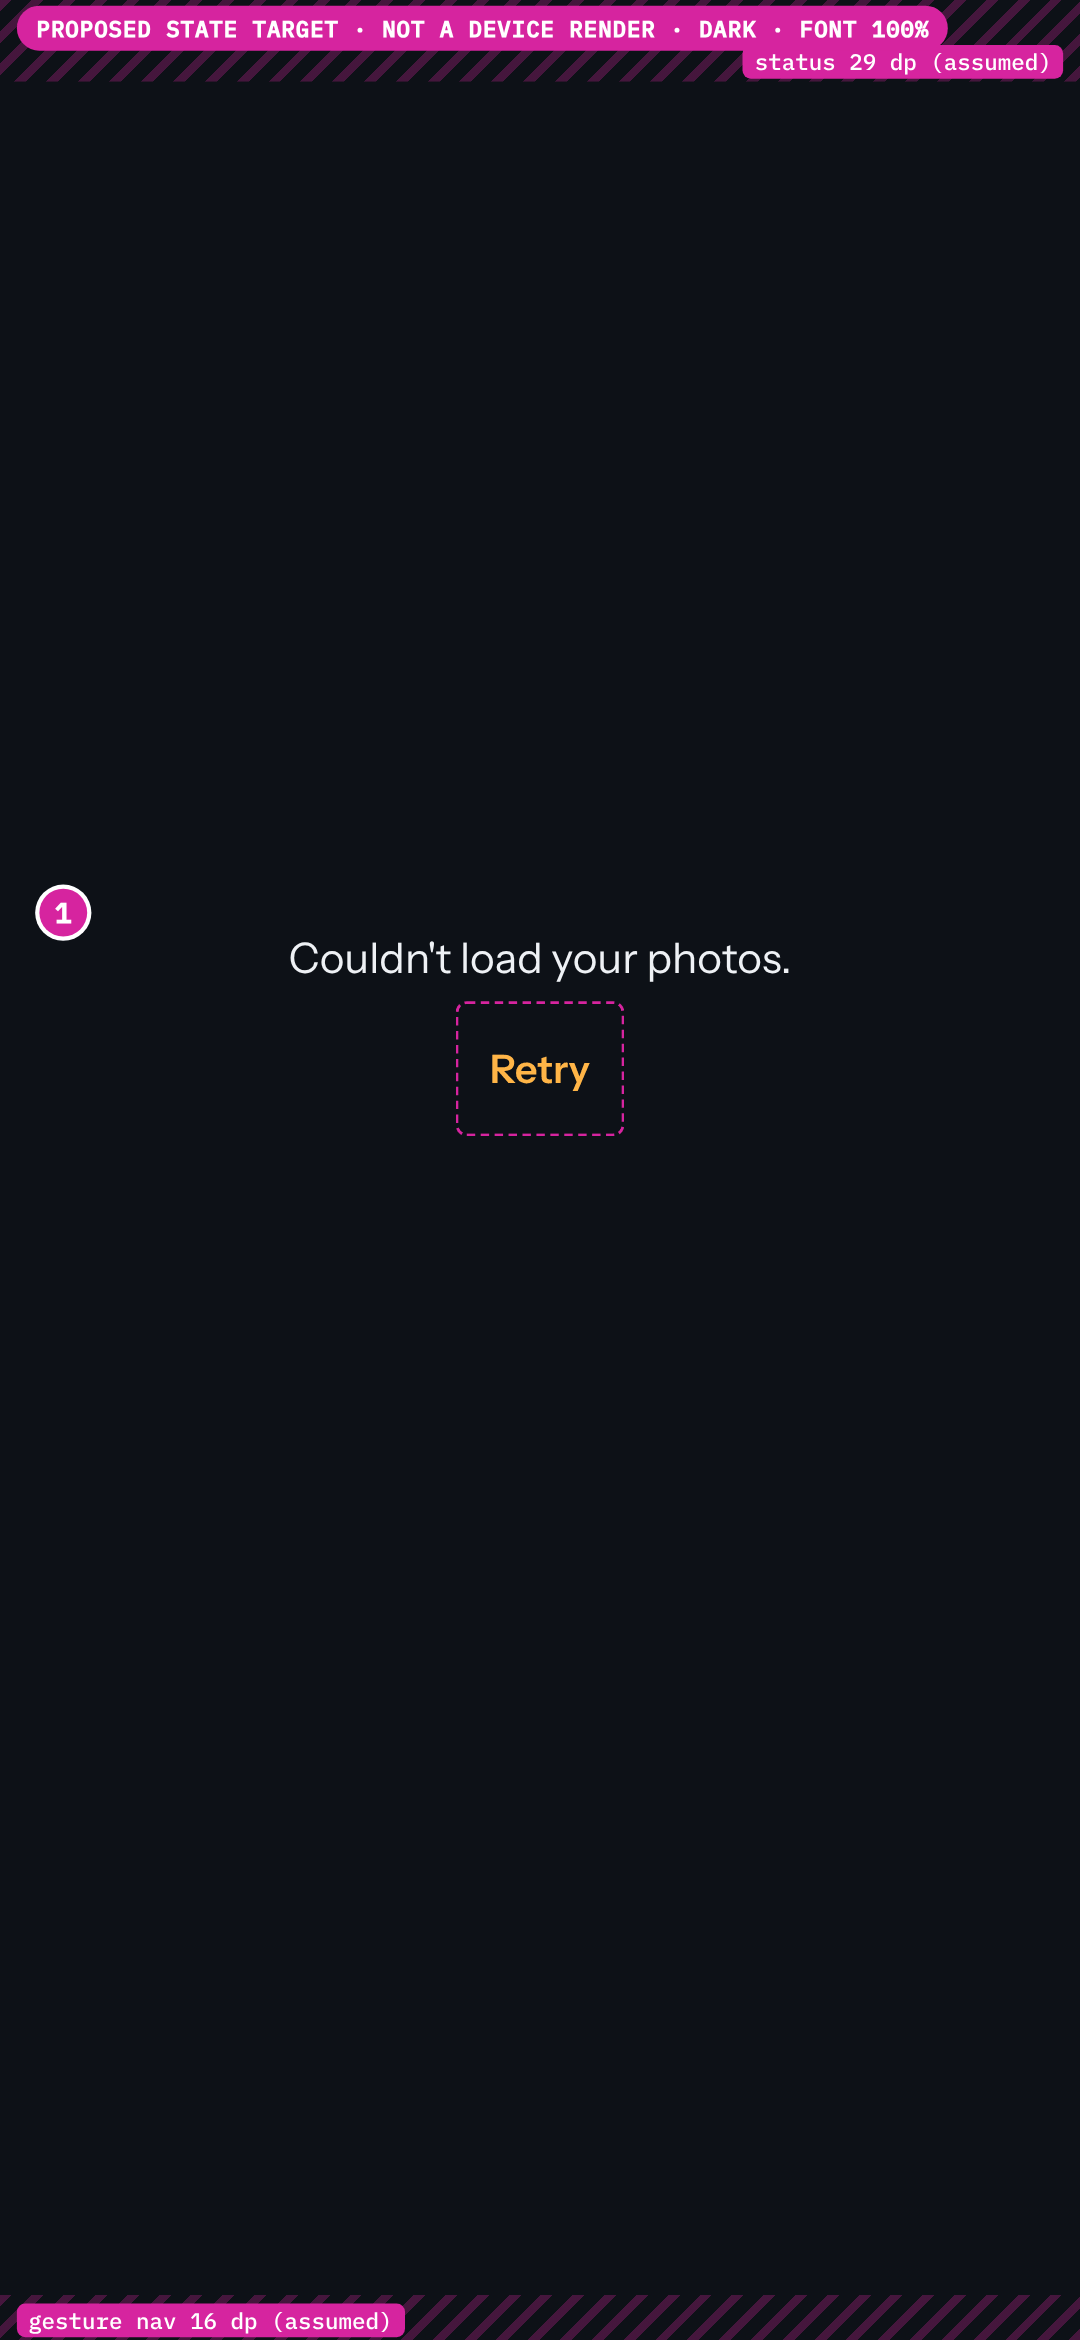 PROPOSED STATE TARGET · NOT A DEVICE RENDER · DARK · FONT 100%
status 29 dp (assumed)
1
Couldn't load your photos.
Retry
gesture nav 16 dp (assumed)